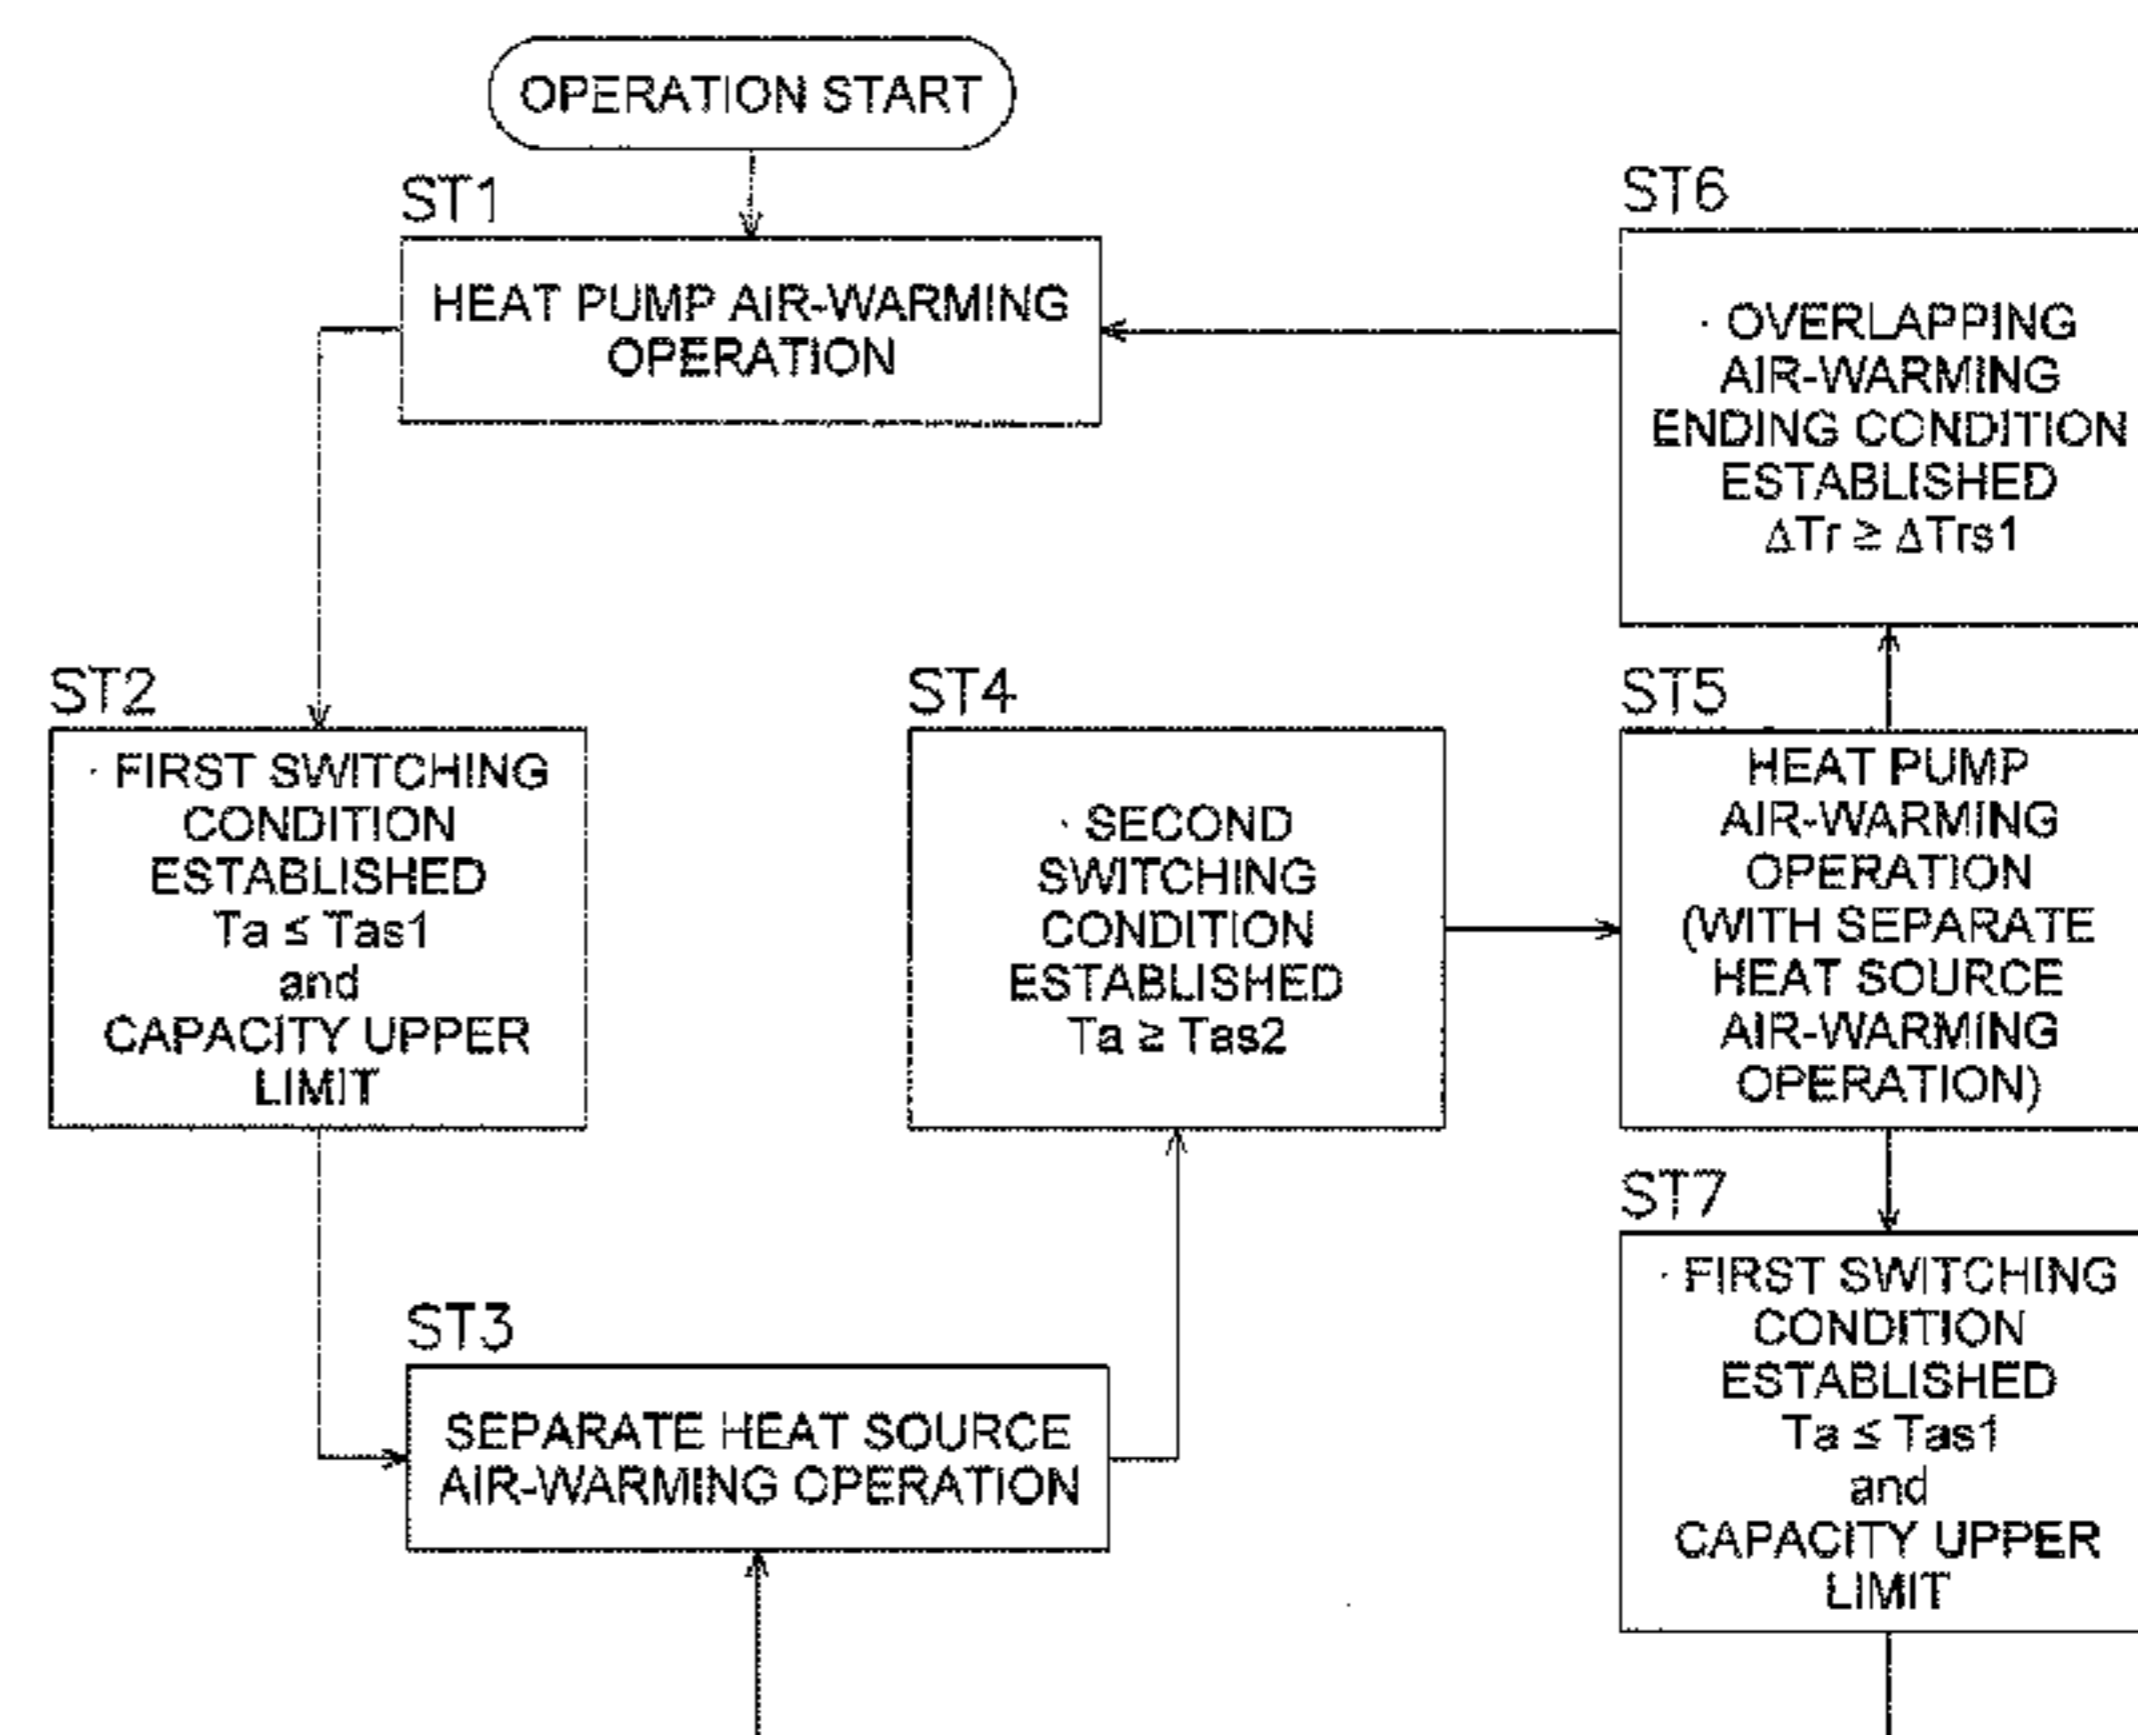 OPERATION START
ST1
HEAT PUMP AIR-WARMING
OPERATION
ST2
· FIRST SWITCHING
CONDITION
ESTABLISHED
Ta ≤ Tas1
and
CAPACITY UPPER
LIMIT
ST3
SEPARATE HEAT SOURCE
AIR-WARMING OPERATION
ST4
· SECOND
SWITCHING
CONDITION
ESTABLISHED
Ta ≥ Tas2
ST5
HEAT PUMP
AIR-WARMING
OPERATION
(WITH SEPARATE
HEAT SOURCE
AIR-WARMING
OPERATION)
ST6
· OVERLAPPING
AIR-WARMING
ENDING CONDITION
ESTABLISHED
ΔTr ≥ ΔTrs1
ST7
· FIRST SWITCHING
CONDITION
ESTABLISHED
Ta ≤ Tas1
and
CAPACITY UPPER
LIMIT